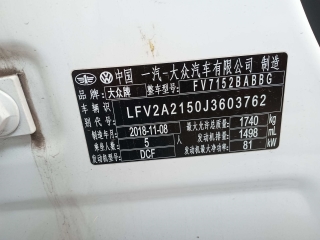 中国 一汽-大众汽车有限公司 制造
品牌 大众牌 整车型号 FV7152BABBG
车辆识别代号: LFV2A2150J3603762
制造年月 2018-11-08 最大允许总质量: 1740 kg
乘坐人数 5 人 发动机排量: 1498 mL
发动机型号 DCF 发动机最大净功率: 81 kW